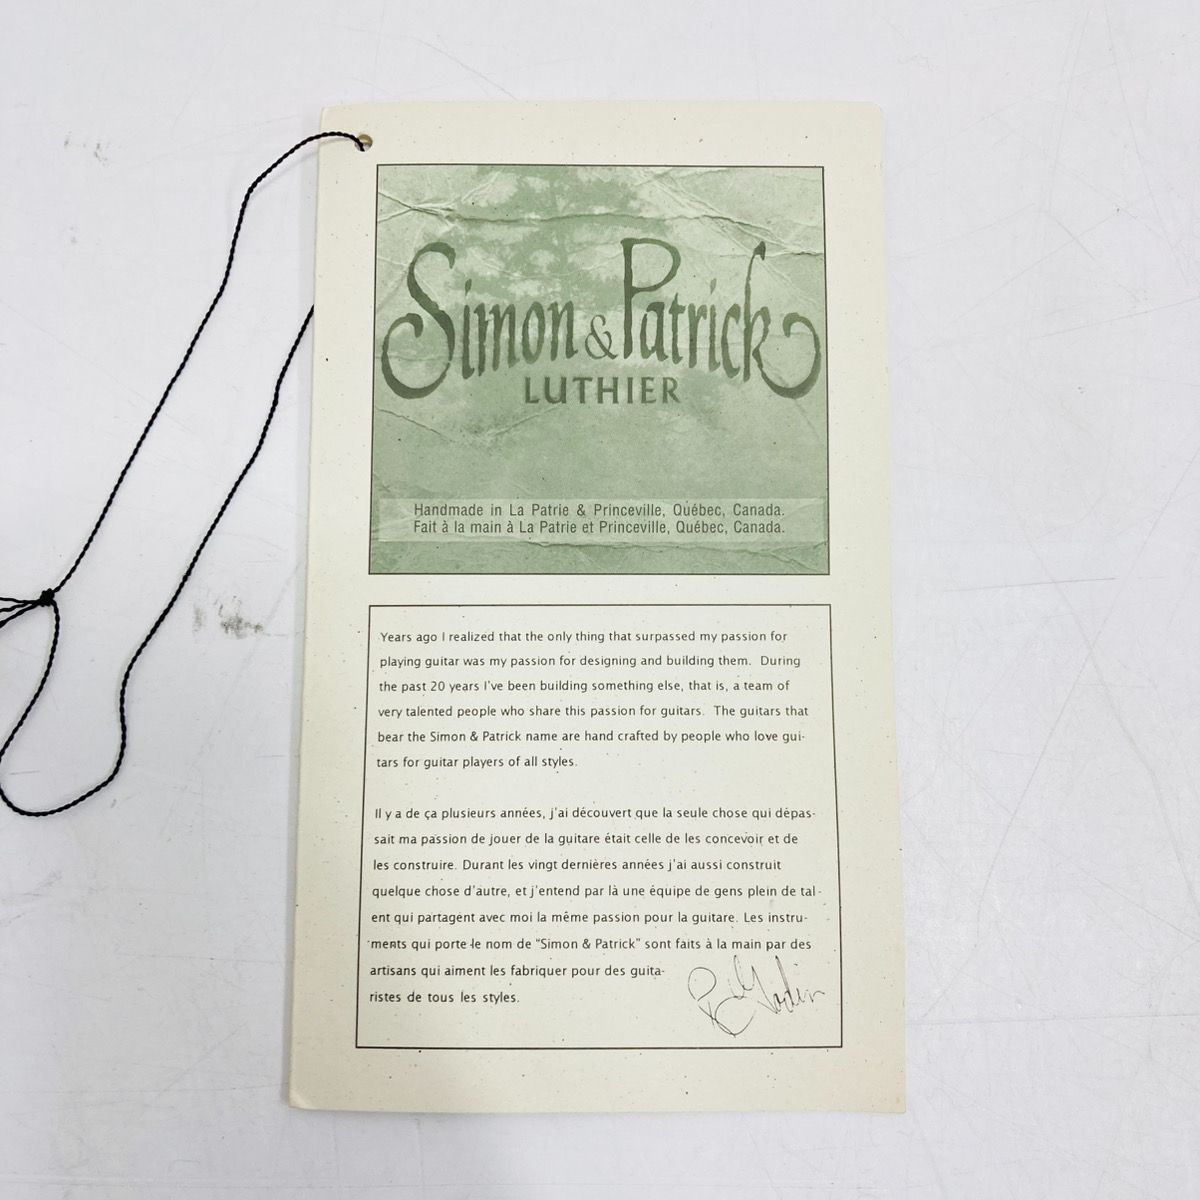 Simon & Patrick
LUTHIER
Handmade in La Patrie & Princeville, Québec, Canada.
Fait à la main à La Patrie et Princeville, Québec, Canada.
Years ago I realized that the only thing that surpassed my passion for
playing guitar was my passion for designing and building them. During
the past 20 years I've been building something else, that is, a team of
very talented people who share this passion for guitars. The guitars that
bear the Simon & Patrick name are hand crafted by people who love gui-
tars for guitar players of all styles.
Il y a de ça plusieurs années, j'ai découvert que la seule chose qui dépas-
sait ma passion de jouer de la guitare était celle de les concevoir et de
les construire. Durant les vingt dernières années j'ai aussi construit
quelque chose d'autre, et j'entend par là une équipe de gens plein de tal-
ent qui partagent avec moi la même passion pour la guitare. Les instru-
ments qui porte le nom de “Simon & Patrick” sont faits à la main par des
artisans qui aiment les fabriquer pour des guita-
ristes de tous les styles.
Godin